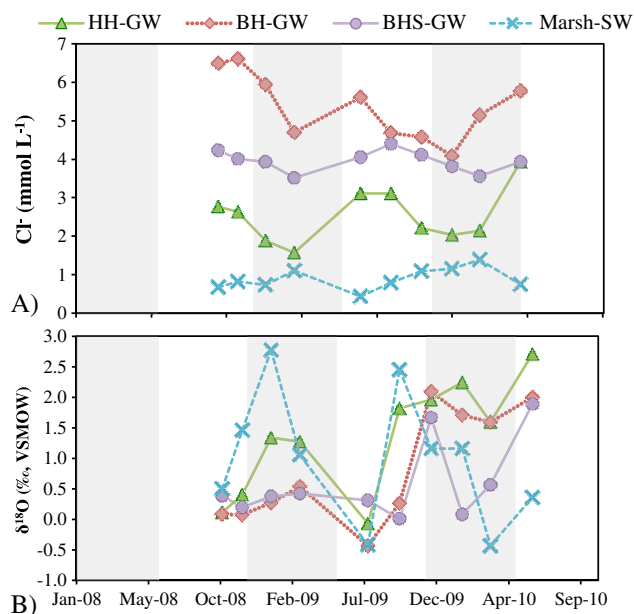 HH-GW BH-GW BHS-GW Marsh-SW
7
6
5
4
3
2
1
0
Cl⁻ (mmol L⁻¹)
A)
3.0
2.5
2.0
1.5
1.0
0.5
0.0
-0.5
-1.0
δ¹⁸O (‰, VSMOW)
B)
Jan-08 May-08 Oct-08 Feb-09 Jul-09 Dec-09 Apr-10 Sep-10